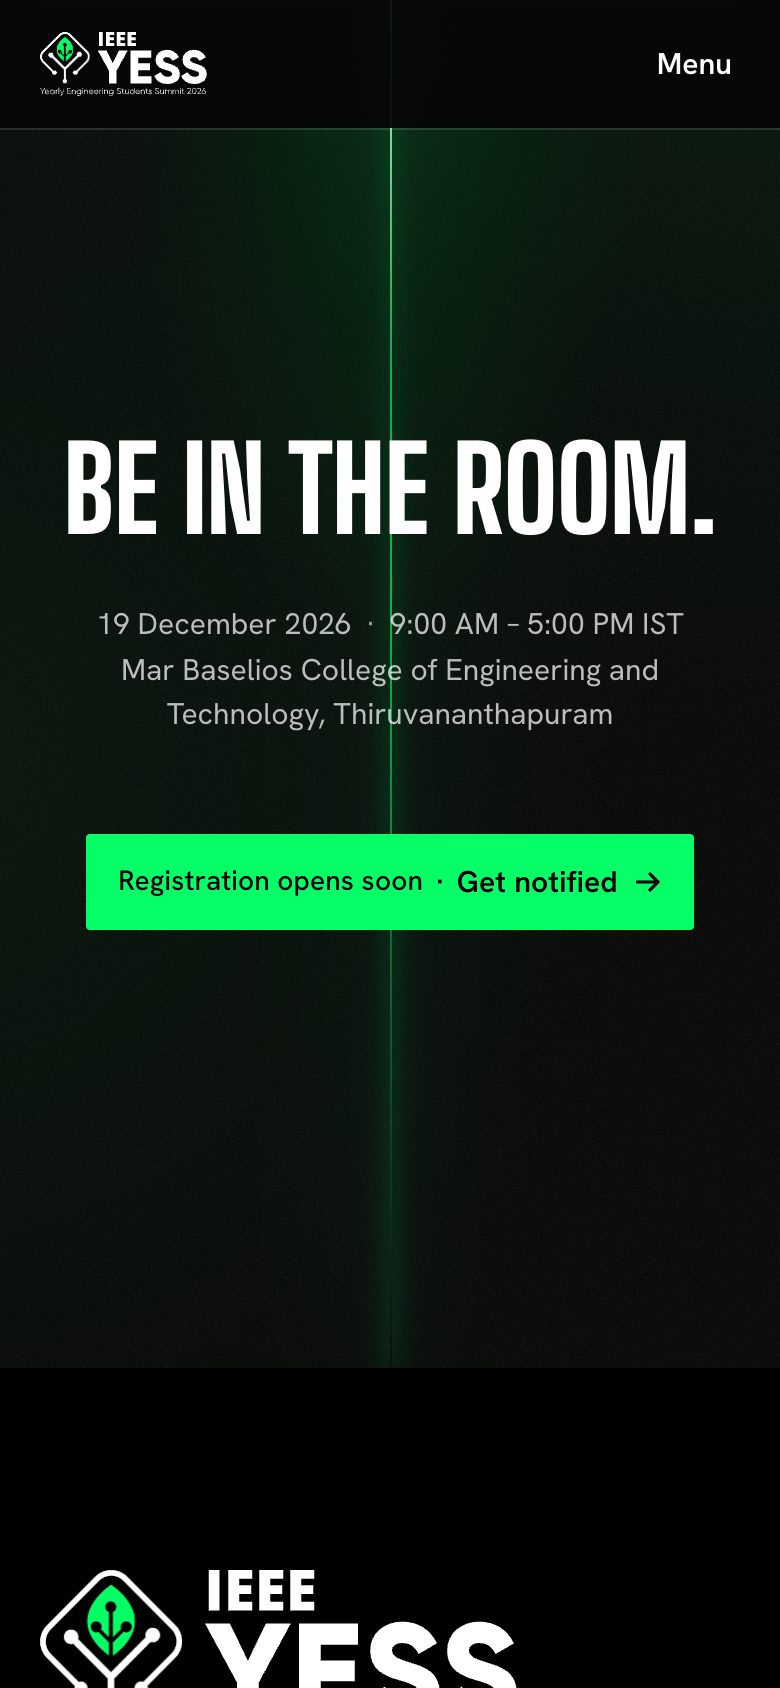 IEEE
YESS
Yearly Engineering Students Summit 2026
Menu
BE IN THE ROOM.
19 December 2026 · 9:00 AM – 5:00 PM IST
Mar Baselios College of Engineering and
Technology, Thiruvananthapuram
Registration opens soon · Get notified →
IEEE
YESS